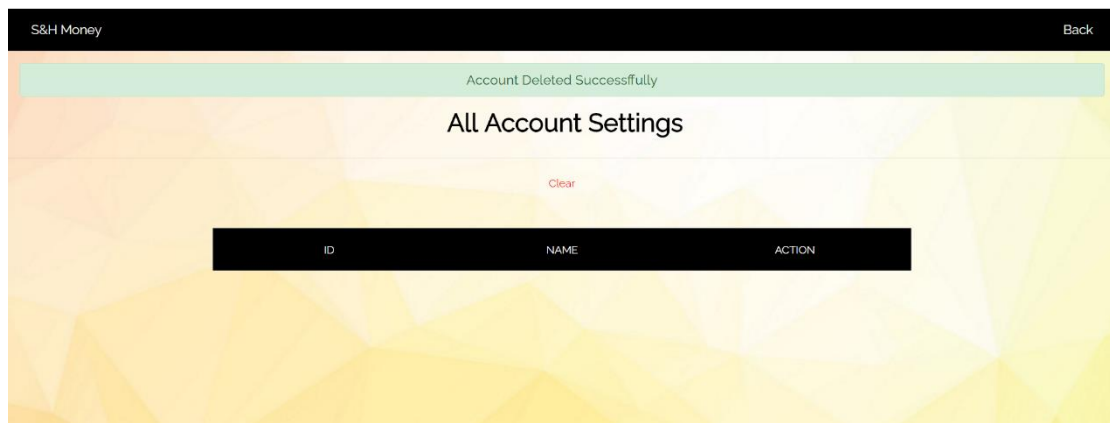 S&H Money Back
Account Deleted Successffully
All Account Settings
Clear
ID NAME ACTION